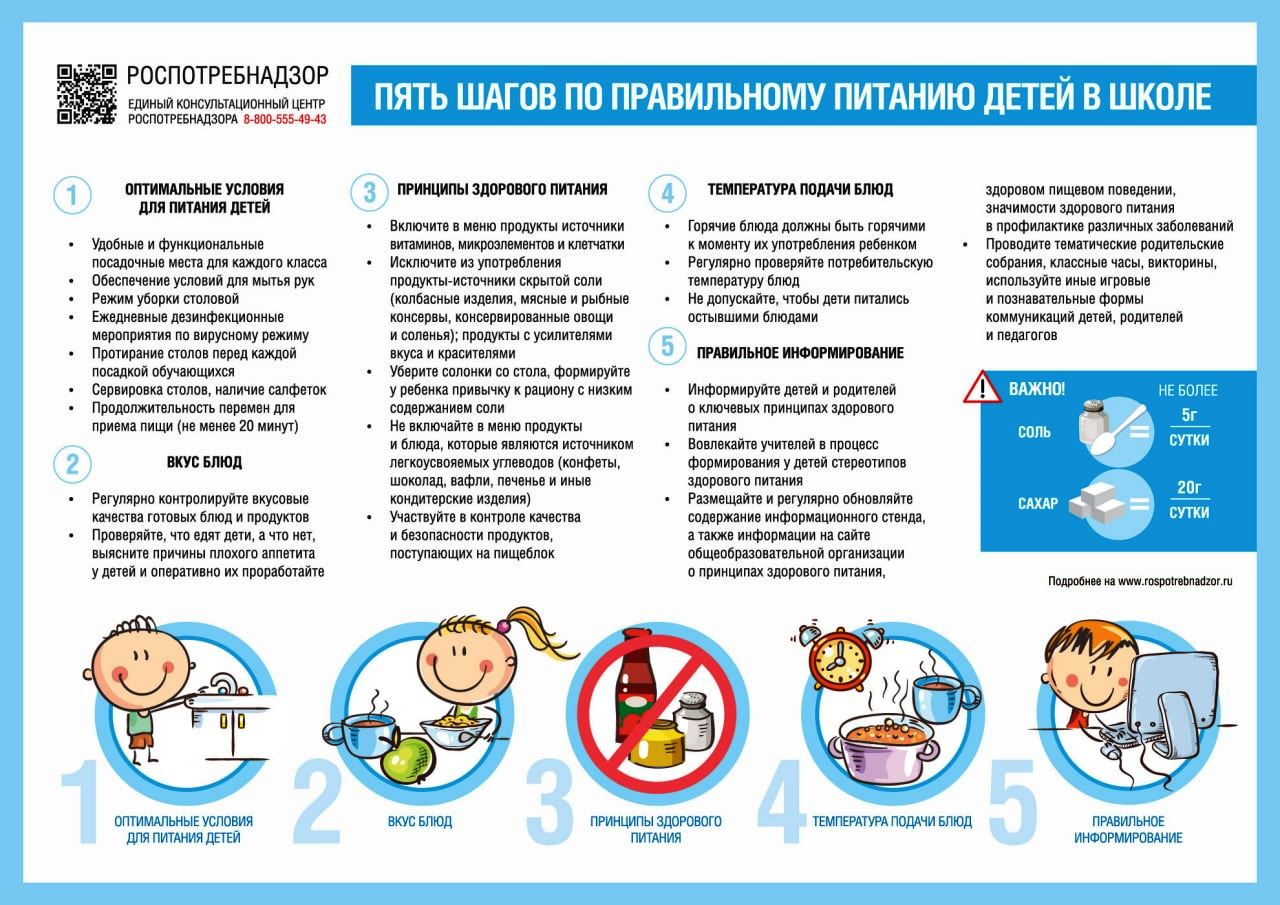 РОСПОТРЕБНАДЗОР
ЕДИНЫЙ КОНСУЛЬТАЦИОННЫЙ ЦЕНТР
РОСПОТРЕБНАДЗОРА 8-800-555-49-43
ПЯТЬ ШАГОВ ПО ПРАВИЛЬНОМУ ПИТАНИЮ ДЕТЕЙ В ШКОЛЕ
1
ОПТИМАЛЬНЫЕ УСЛОВИЯ
ДЛЯ ПИТАНИЯ ДЕТЕЙ
• Удобные и функциональные
посадочные места для каждого класса
• Обеспечение условий для мытья рук
• Режим уборки столовой
• Ежедневные дезинфекционные
мероприятия по вирусному режиму
• Протирание столов перед каждой
посадкой обучающихся
• Сервировка столов, наличие салфеток
• Продолжительность перемен для
приема пищи (не менее 20 минут)
2
ВКУС БЛЮД
• Регулярно контролируйте вкусовые
качества готовых блюд и продуктов
• Проверяйте, что едят дети, а что нет,
выясните причины плохого аппетита
у детей и оперативно их проработайте
3
ПРИНЦИПЫ ЗДОРОВОГО ПИТАНИЯ
• Включите в меню продукты источники
витаминов, микроэлементов и клетчатки
• Исключите из употребления
продукты-источники скрытой соли
(колбасные изделия, мясные и рыбные
консервы, консервированные овощи
и соленья); продукты с усилителями
вкуса и красителями
• Уберите солонки со стола, формируйте
у ребенка привычку к рациону с низким
содержанием соли
• Не включайте в меню продукты
и блюда, которые являются источником
легкоусвояемых углеводов (конфеты,
шоколад, вафли, печенье и иные
кондитерские изделия)
• Участвуйте в контроле качества
и безопасности продуктов,
поступающих на пищеблок
4
ТЕМПЕРАТУРА ПОДАЧИ БЛЮД
• Горячие блюда должны быть горячими
к моменту их употребления ребенком
• Регулярно проверяйте потребительскую
температуру блюд
• Не допускайте, чтобы дети питались
остывшими блюдами
5
ПРАВИЛЬНОЕ ИНФОРМИРОВАНИЕ
• Информируйте детей и родителей
о ключевых принципах здорового
питания
• Вовлекайте учителей в процесс
формирования у детей стереотипов
здорового питания
• Размещайте и регулярно обновляйте
содержание информационного стенда,
а также информации на сайте
общеобразовательной организации
о принципах здорового питания,
здоровом пищевом поведении,
значимости здорового питания
в профилактике различных заболеваний
• Проводите тематические родительские
собрания, классные часы, викторины,
используйте иные игровые
и познавательные формы
коммуникаций детей, родителей
и педагогов
ВАЖНО!
НЕ БОЛЕЕ
СОЛЬ = 5г
СУТКИ
САХАР = 20г
СУТКИ
Подробнее на www.rospotrebnadzor.ru
1
ОПТИМАЛЬНЫЕ УСЛОВИЯ
ДЛЯ ПИТАНИЯ ДЕТЕЙ
2
ВКУС БЛЮД
3
ПРИНЦИПЫ ЗДОРОВОГО
ПИТАНИЯ
4
ТЕМПЕРАТУРА ПОДАЧИ БЛЮД
5
ПРАВИЛЬНОЕ
ИНФОРМИРОВАНИЕ